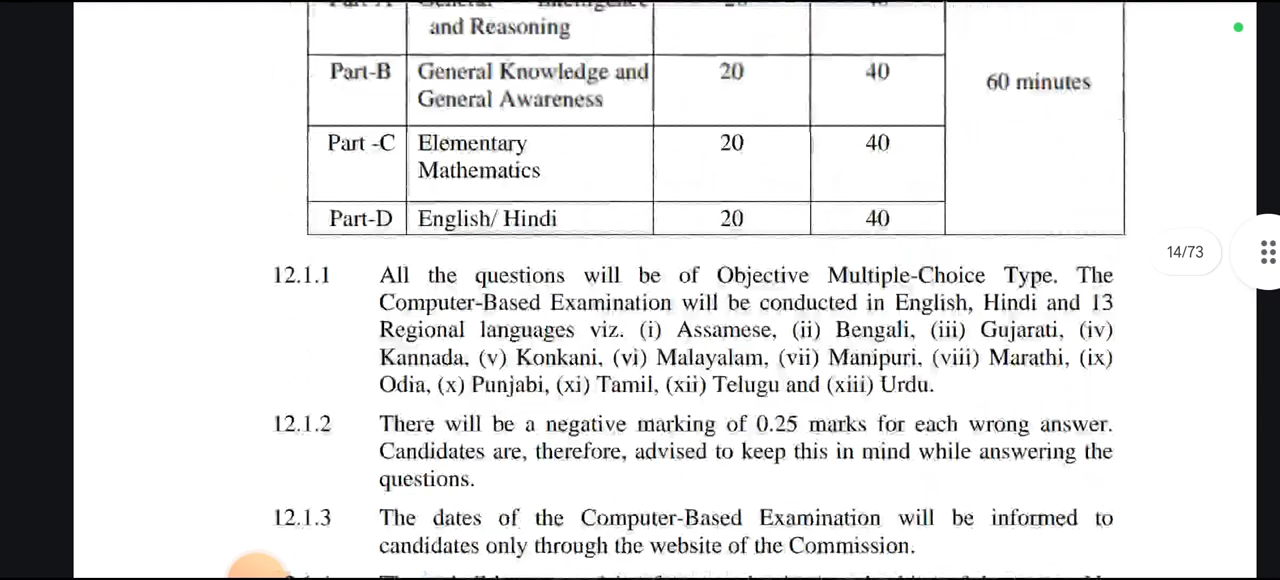 and Reasoning
Part-B General Knowledge and 20 40
General Awareness
60 minutes
Part -C Elementary 20 40
Mathematics
Part-D English/ Hindi 20 40
14/73
12.1.1 All the questions will be of Objective Multiple-Choice Type. The
Computer-Based Examination will be conducted in English, Hindi and 13
Regional languages viz. (i) Assamese, (ii) Bengali, (iii) Gujarati, (iv)
Kannada, (v) Konkani, (vi) Malayalam, (vii) Manipuri, (viii) Marathi, (ix)
Odia, (x) Punjabi, (xi) Tamil, (xii) Telugu and (xiii) Urdu.
12.1.2 There will be a negative marking of 0.25 marks for each wrong answer.
Candidates are, therefore, advised to keep this in mind while answering the
questions.
12.1.3 The dates of the Computer-Based Examination will be informed to
candidates only through the website of the Commission.